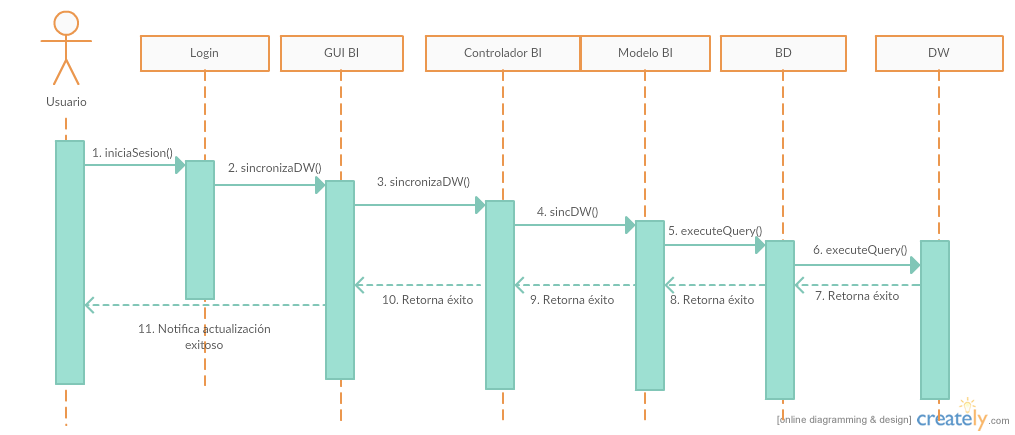 Usuario
Login
GUI BI
Controlador BI
Modelo BI
BD
DW
1. iniciaSesion()
2. sincronizaDW()
3. sincronizaDW()
4. sincDW()
5. executeQuery()
6. executeQuery()
7. Retorna éxito
8. Retorna éxito
9. Retorna éxito
10. Retorna éxito
11. Notifica actualización
exitoso
[online diagramming & design] creately.com